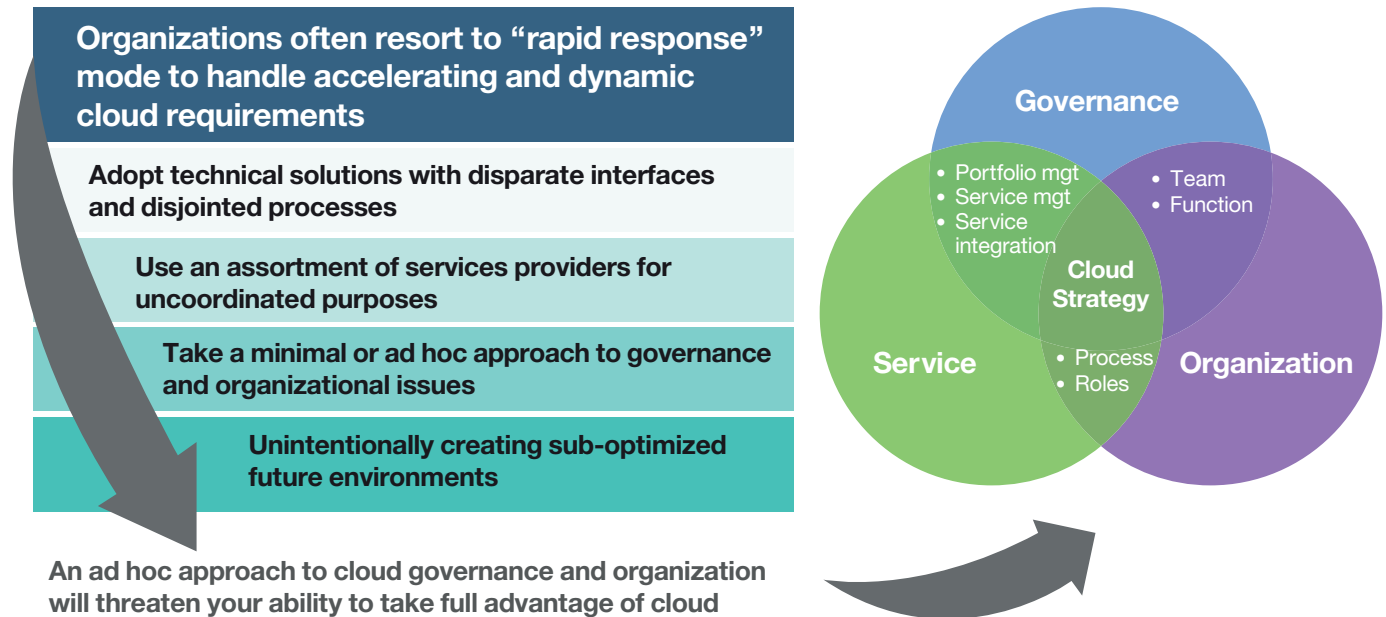 Organizations often resort to “rapid response”
mode to handle accelerating and dynamic
cloud requirements
Adopt technical solutions with disparate interfaces
and disjointed processes
Use an assortment of services providers for
uncoordinated purposes
Take a minimal or ad hoc approach to governance
and organizational issues
Unintentionally creating sub-optimized
future environments
An ad hoc approach to cloud governance and organization
will threaten your ability to take full advantage of cloud
Governance
• Portfolio mgt
• Service mgt
• Service
integration
• Team
• Function
Cloud
Strategy
Service
• Process
• Roles
Organization